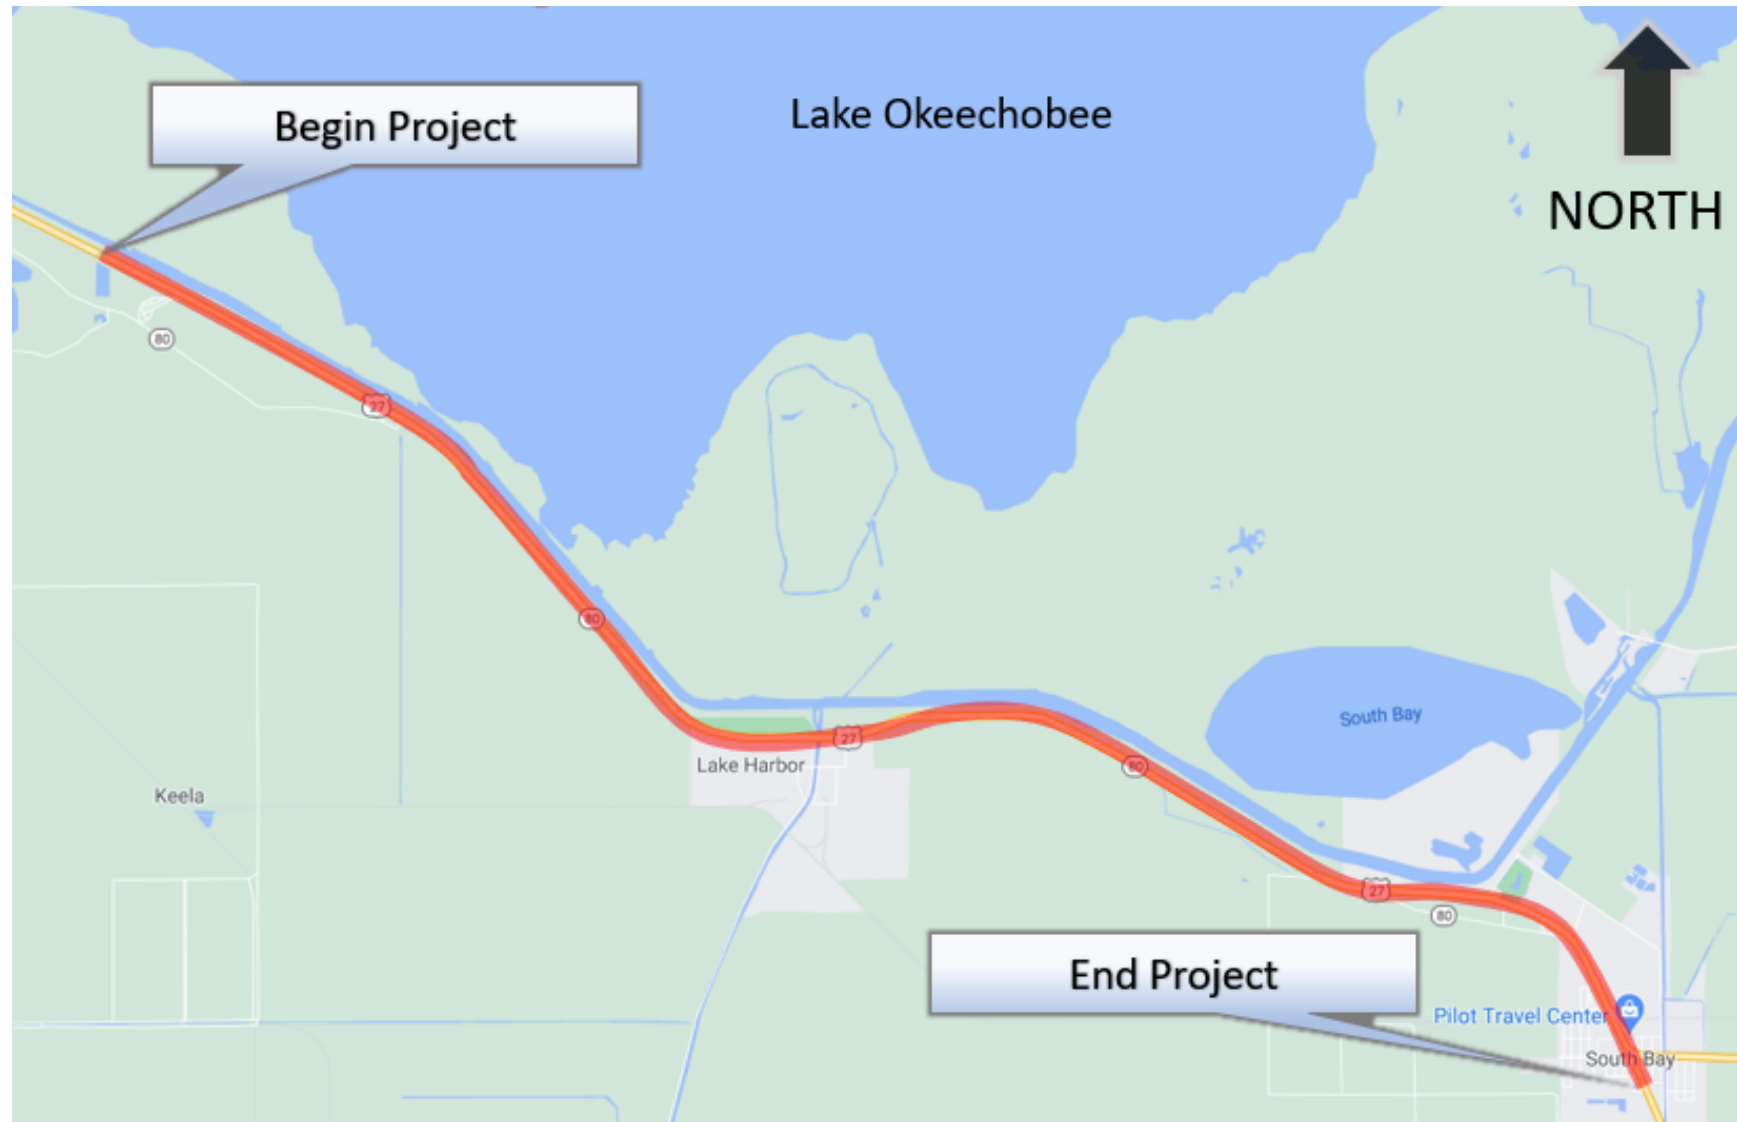 Lake Okeechobee
Begin Project
NORTH
80
27
80
South Bay
27
Lake Harbor
80
Keela
27
80
End Project
Pilot Travel Center
South Bay